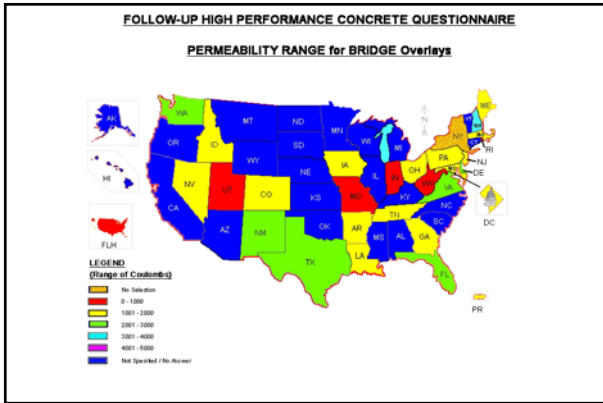 FOLLOW-UP HIGH PERFORMANCE CONCRETE QUESTIONNAIRE
PERMEABILITY RANGE for BRIDGE Overlays
AK
HI
FLH
WA
OR
CA
ID
NV
UT
AZ
MT
WY
CO
NM
ND
SD
NE
KS
OK
TX
MN
IA
MO
AR
LA
WI
IL
MS
MI
IN
KY
TN
AL
OH
WV
VA
NC
SC
GA
FL
PA
NY
VT
ME
RI
CT
NJ
DE
DC
PR
N
LEGEND
(Range of Coulombs)
No Selection
0 - 1000
1001 - 2000
2001 - 3000
3001 - 4000
4001 - 5000
Not Specified / No Answer